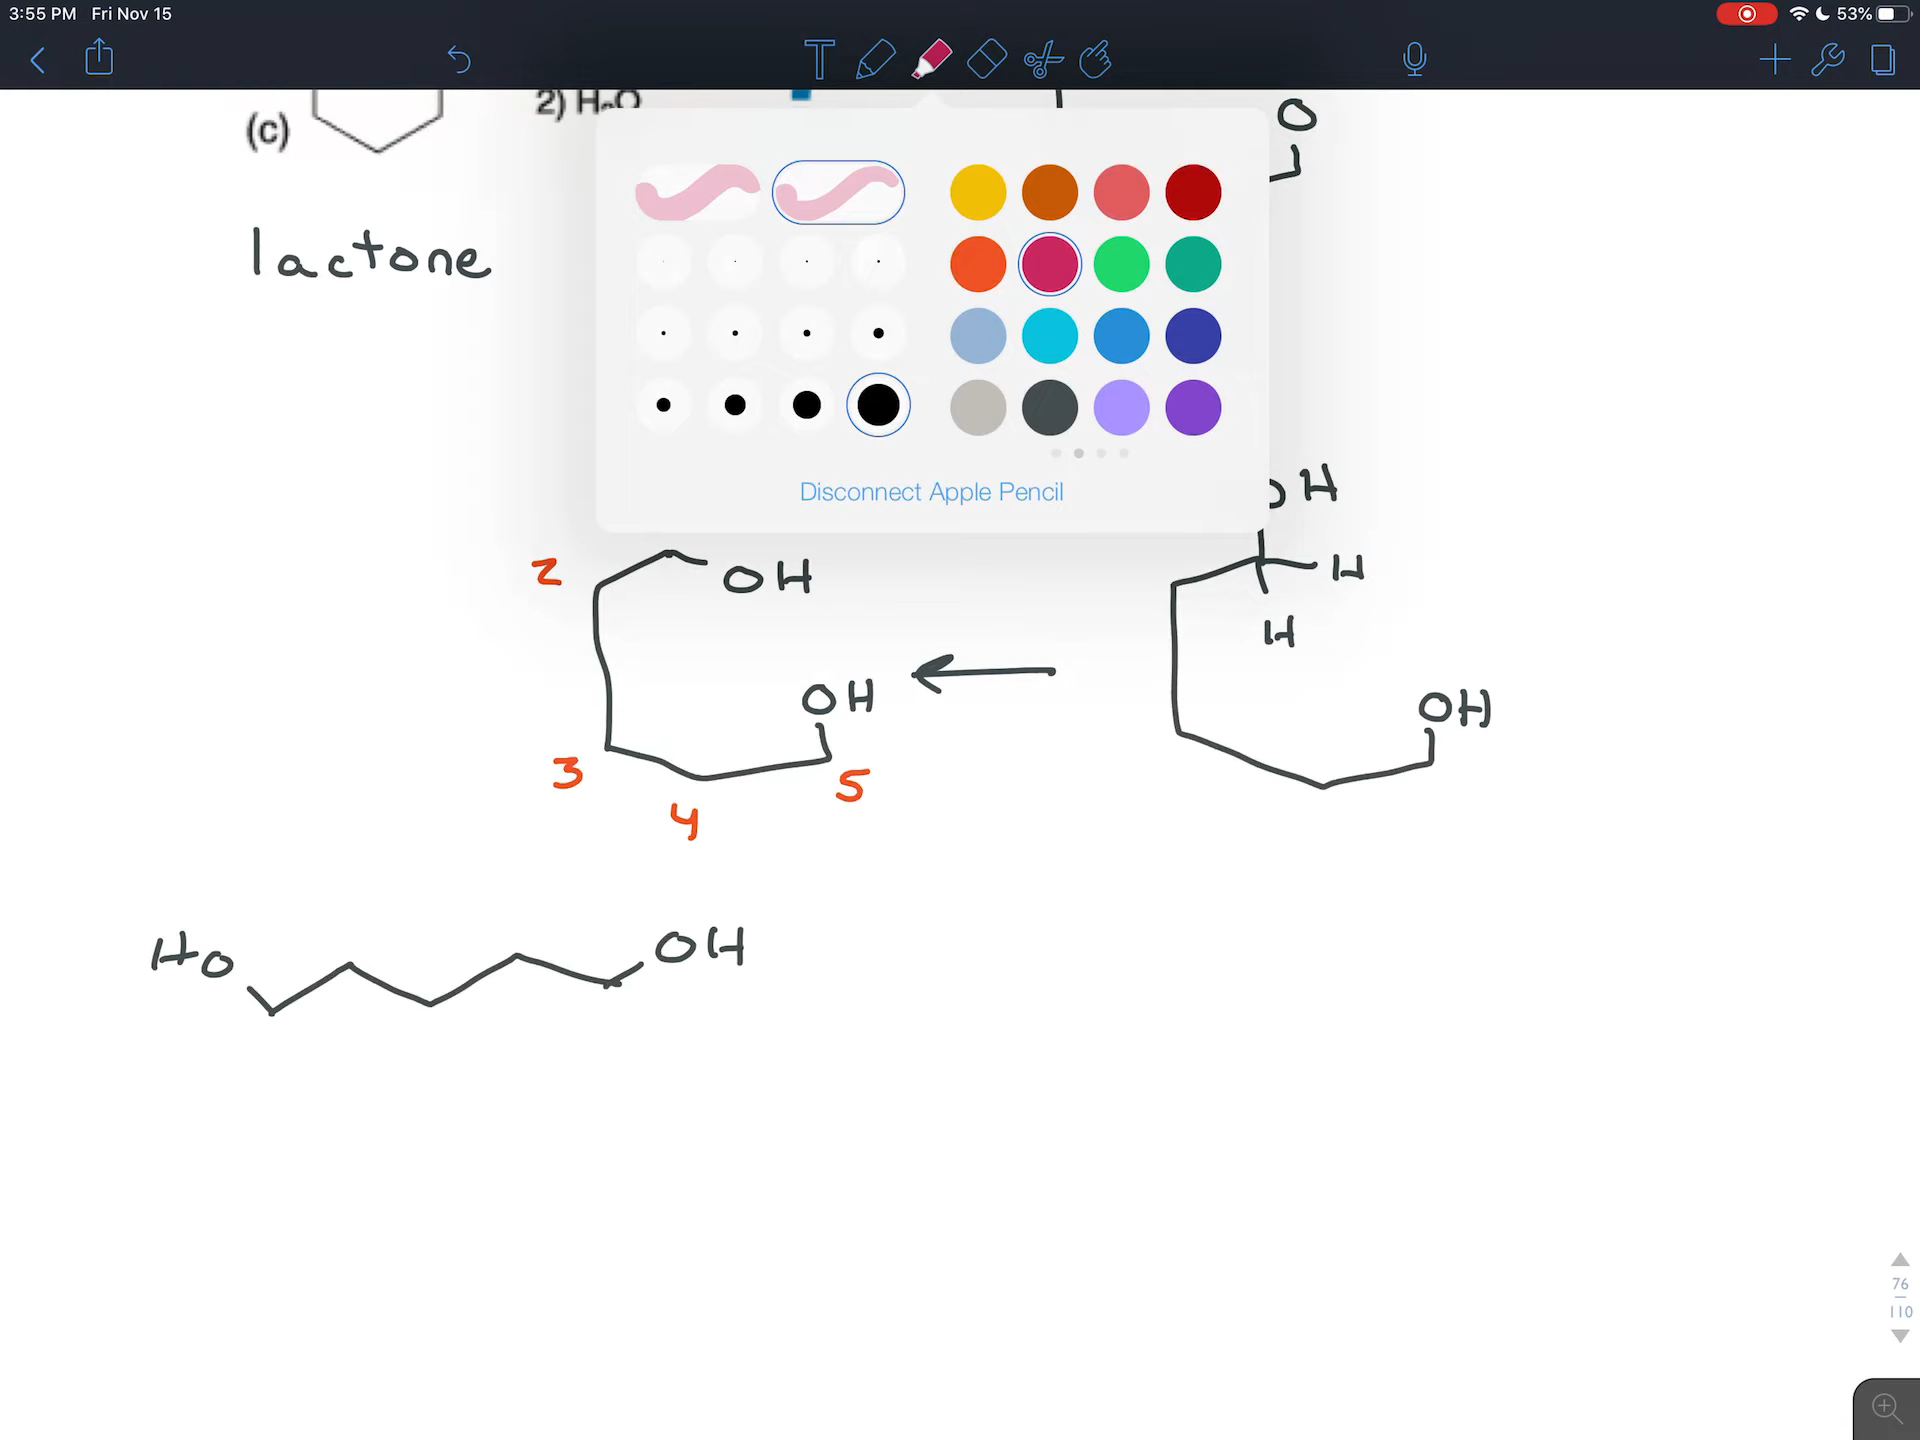 3:55 PM Fri Nov 15
53%
T
2) H₂O
(c)
O
lactone
Disconnect Apple Pencil
OH
2
OH
H
H
OH
OH
3
5
4
HO
OH
76
110